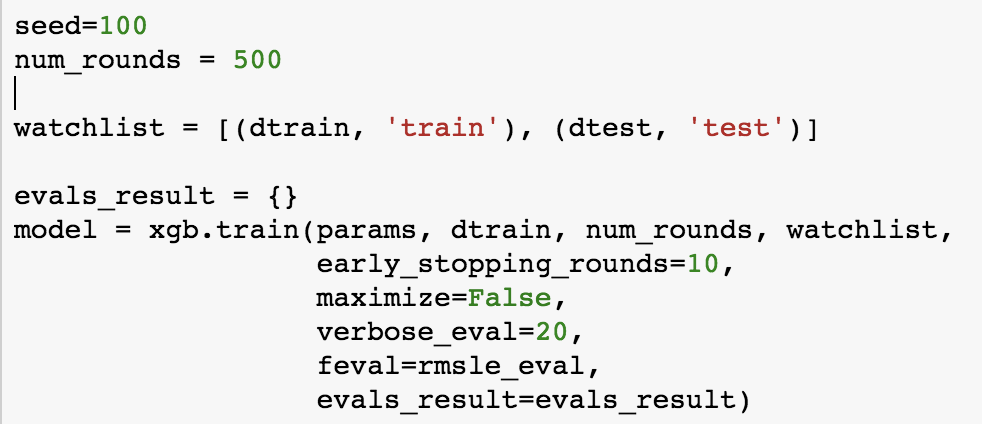 seed=100
num_rounds = 500
watchlist = [(dtrain, 'train'), (dtest, 'test')]
evals_result = {}
model = xgb.train(params, dtrain, num_rounds, watchlist,
early_stopping_rounds=10,
maximize=False,
verbose_eval=20,
feval=rmsle_eval,
evals_result=evals_result)